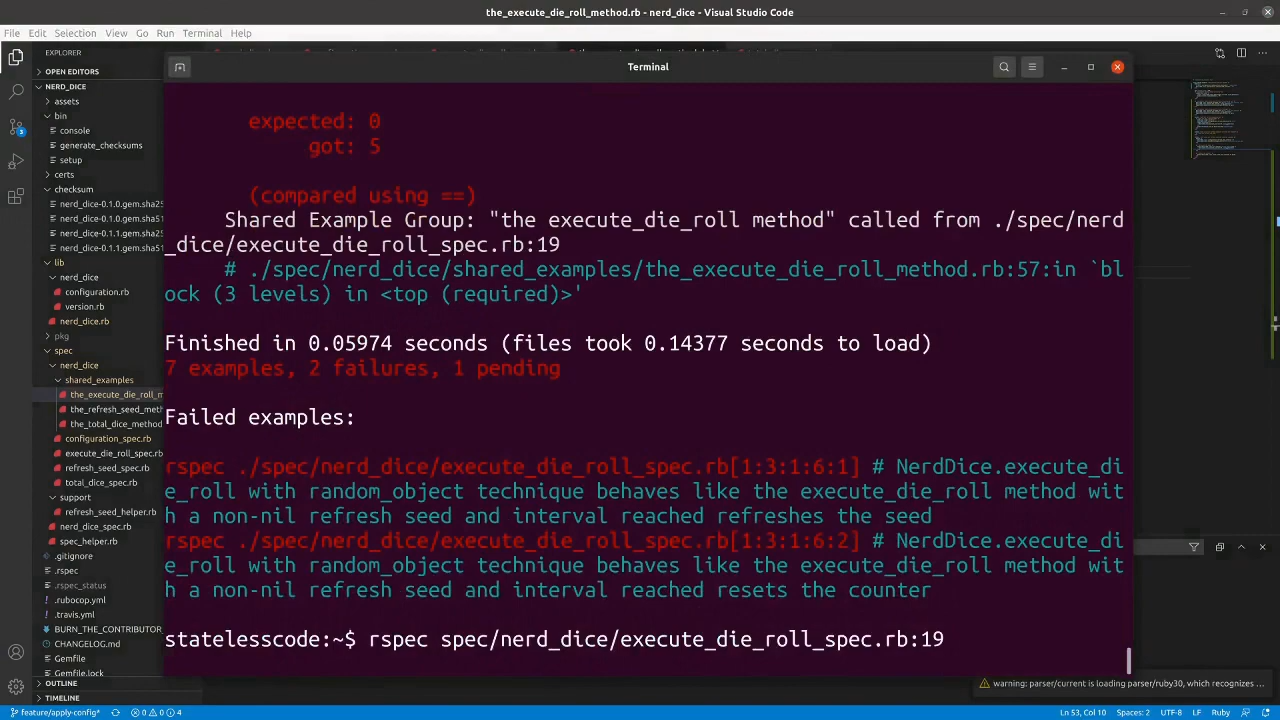 the_execute_die_roll_method.rb - nerd_dice - Visual Studio Code
File Edit Selection View Go Run Terminal Help
EXPLORER
OPEN EDITORS
NERD_DICE
assets
bin
console
generate_checksums
setup
certs
checksum
nerd_dice-0.1.0.gem.sha25
nerd_dice-0.1.0.gem.sha51
nerd_dice-0.1.1.gem.sha25
nerd_dice-0.1.1.gem.sha51
lib
nerd_dice
configuration.rb
version.rb
nerd_dice.rb
pkg
spec
nerd_dice
shared_examples
the_execute_die_roll_m
the_refresh_seed_meth
the_total_dice_method
configuration_spec.rb
execute_die_roll_spec.rb
refresh_seed_spec.rb
total_dice_spec.rb
support
refresh_seed_helper.rb
nerd_dice_spec.rb
spec_helper.rb
.gitignore
.rspec
.rspec_status
.rubocop.yml
.travis.yml
BURN_THE_CONTRIBUTOR_
CHANGELOG.md
Gemfile
Gemfile.lock
OUTLINE
TIMELINE
3
Terminal
expected: 0
got: 5
(compared using ==)
Shared Example Group: "the execute_die_roll method" called from ./spec/nerd
_dice/execute_die_roll_spec.rb:19
# ./spec/nerd_dice/shared_examples/the_execute_die_roll_method.rb:57:in `bl
ock (3 levels) in <top (required)>'
Finished in 0.05974 seconds (files took 0.14377 seconds to load)
7 examples, 2 failures, 1 pending
Failed examples:
rspec ./spec/nerd_dice/execute_die_roll_spec.rb[1:3:1:6:1] # NerdDice.execute_di
e_roll with random_object technique behaves like the execute_die_roll method wit
h a non-nil refresh seed and interval reached refreshes the seed
rspec ./spec/nerd_dice/execute_die_roll_spec.rb[1:3:1:6:2] # NerdDice.execute_di
e_roll with random_object technique behaves like the execute_die_roll method wit
h a non-nil refresh seed and interval reached resets the counter
statelesscode:~$ rspec spec/nerd_dice/execute_die_roll_spec.rb:19
warning: parser/current is loading parser/ruby30, which recognizes ...
feature/apply-config* 0 0 4
Ln 53, Col 10 Spaces: 2 UTF-8 LF Ruby